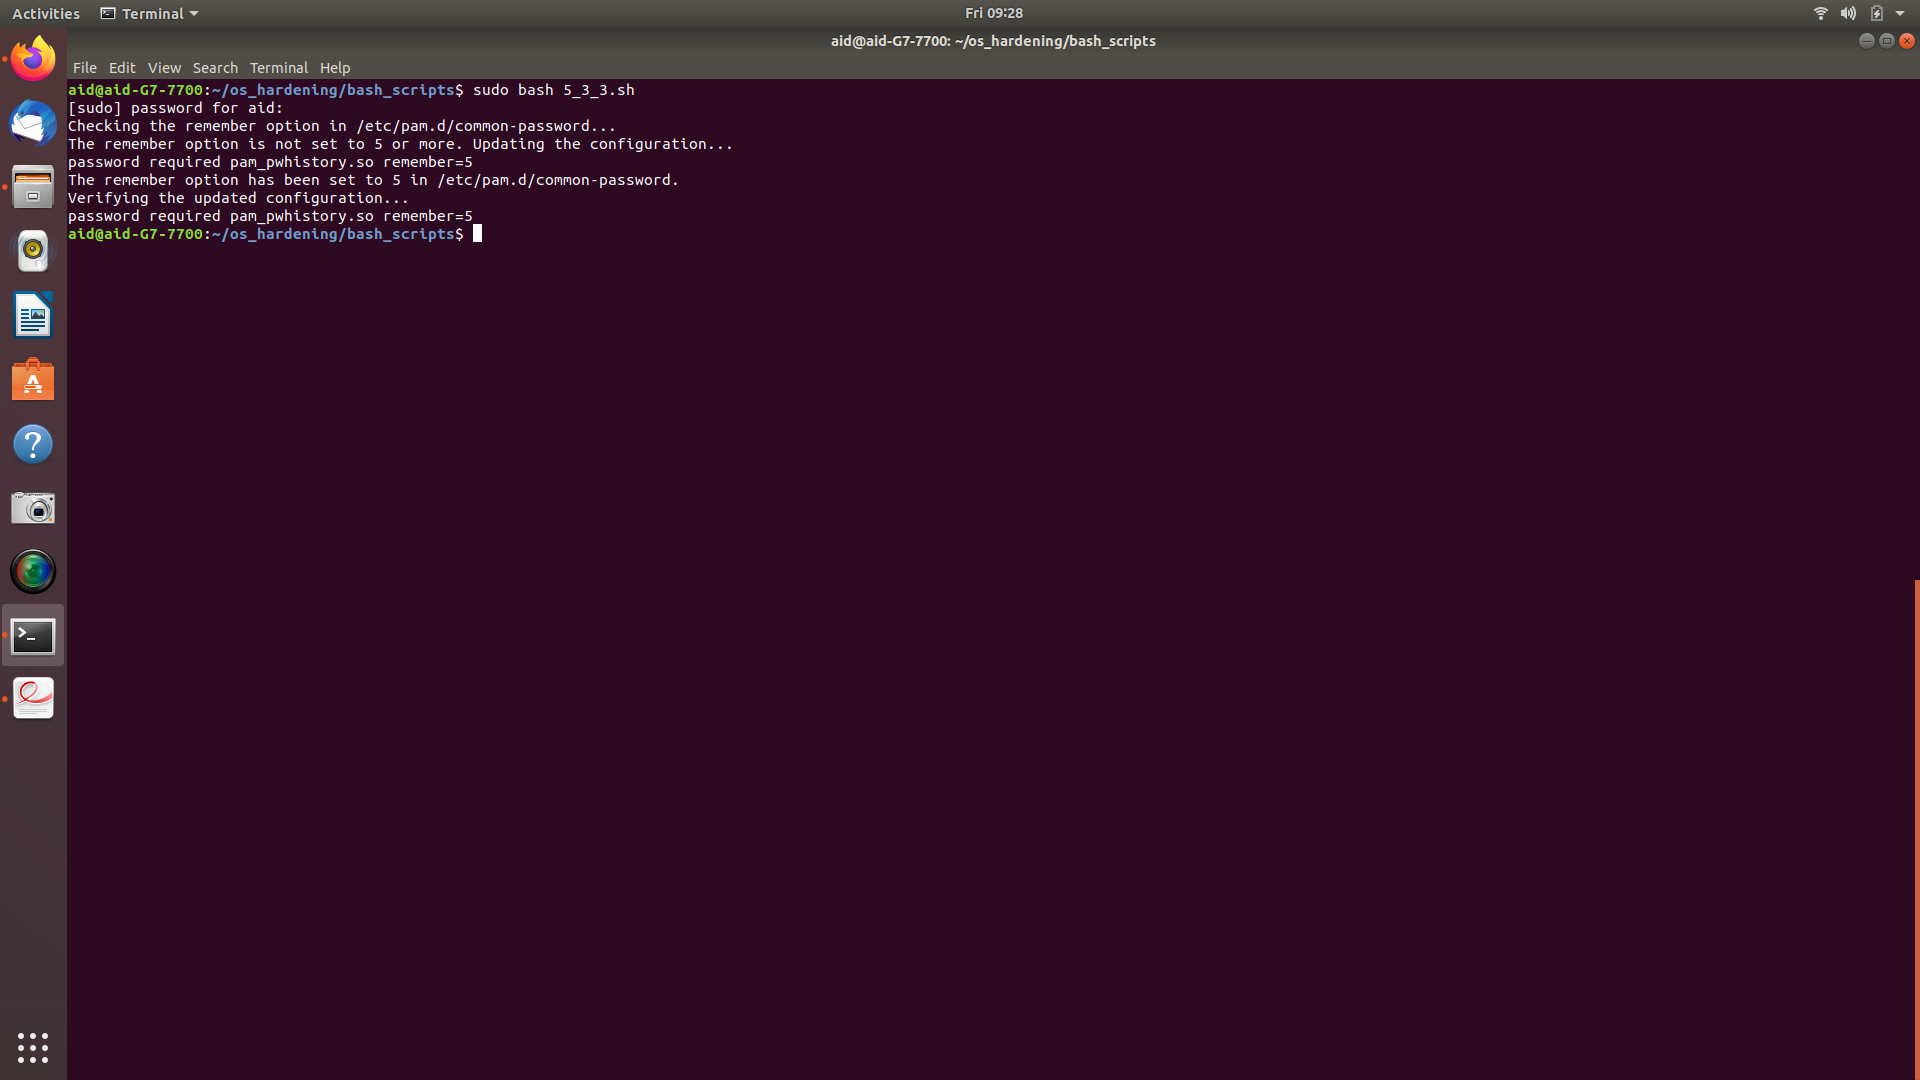 Activities
Terminal
Fri 09:28
aid@aid-G7-7700: ~/os_hardening/bash_scripts
File Edit View Search Terminal Help
aid@aid-G7-7700:~/os_hardening/bash_scripts$ sudo bash 5_3_3.sh
[sudo] password for aid:
Checking the remember option in /etc/pam.d/common-password...
The remember option is not set to 5 or more. Updating the configuration...
password required pam_pwhistory.so remember=5
The remember option has been set to 5 in /etc/pam.d/common-password.
Verifying the updated configuration...
password required pam_pwhistory.so remember=5
aid@aid-G7-7700:~/os_hardening/bash_scripts$